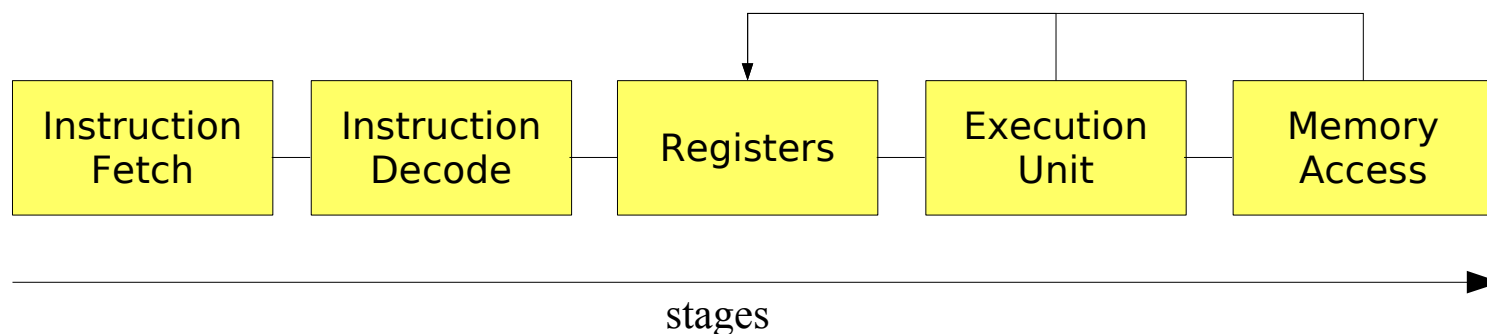 Instruction
Fetch
Instruction
Decode
Registers
Execution
Unit
Memory
Access
stages